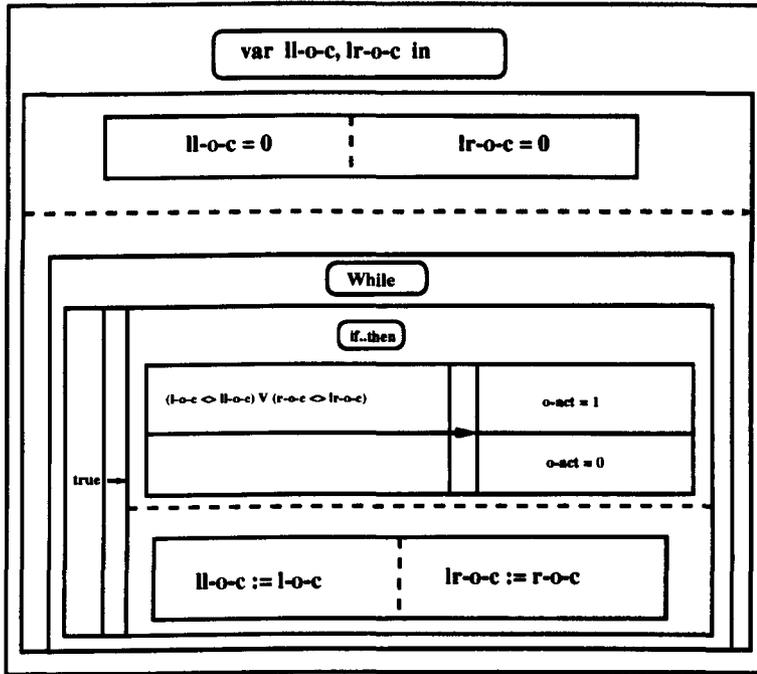 var ll-o-c, lr-o-c in
ll-o-c = 0 lr-o-c = 0
While
if..then
(l-o-c <> ll-o-c) V (r-o-c <> lr-o-c) o-act = 1
o-act = 0
true
ll-o-c := l-o-c lr-o-c := r-o-c